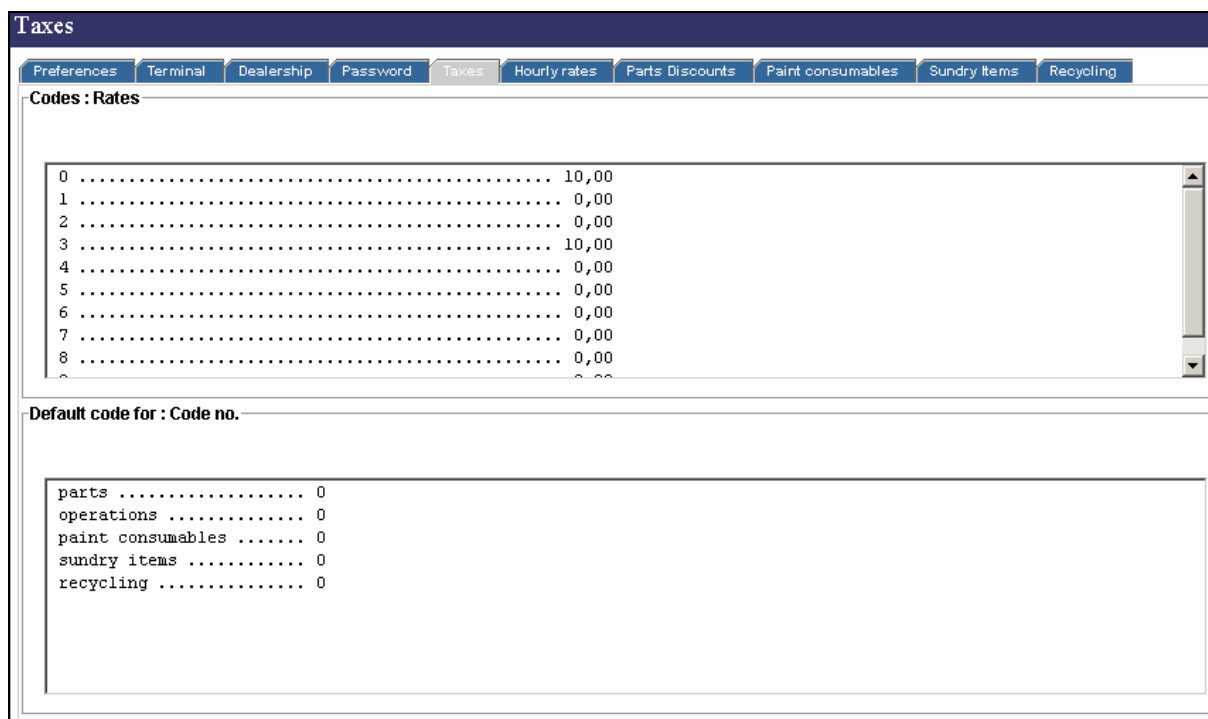 Taxes
Preferences Terminal Dealership Password Taxes Hourly rates Parts Discounts Paint consumables Sundry Items Recycling
Codes : Rates
0 ................................................ 10,00
1 ................................................. 0,00
2 ................................................. 0,00
3 ................................................ 10,00
4 ................................................. 0,00
5 ................................................. 0,00
6 ................................................. 0,00
7 ................................................. 0,00
8 ................................................. 0,00
Default code for : Code no.
parts ................... 0
operations .............. 0
paint consumables ....... 0
sundry items ............ 0
recycling ............... 0